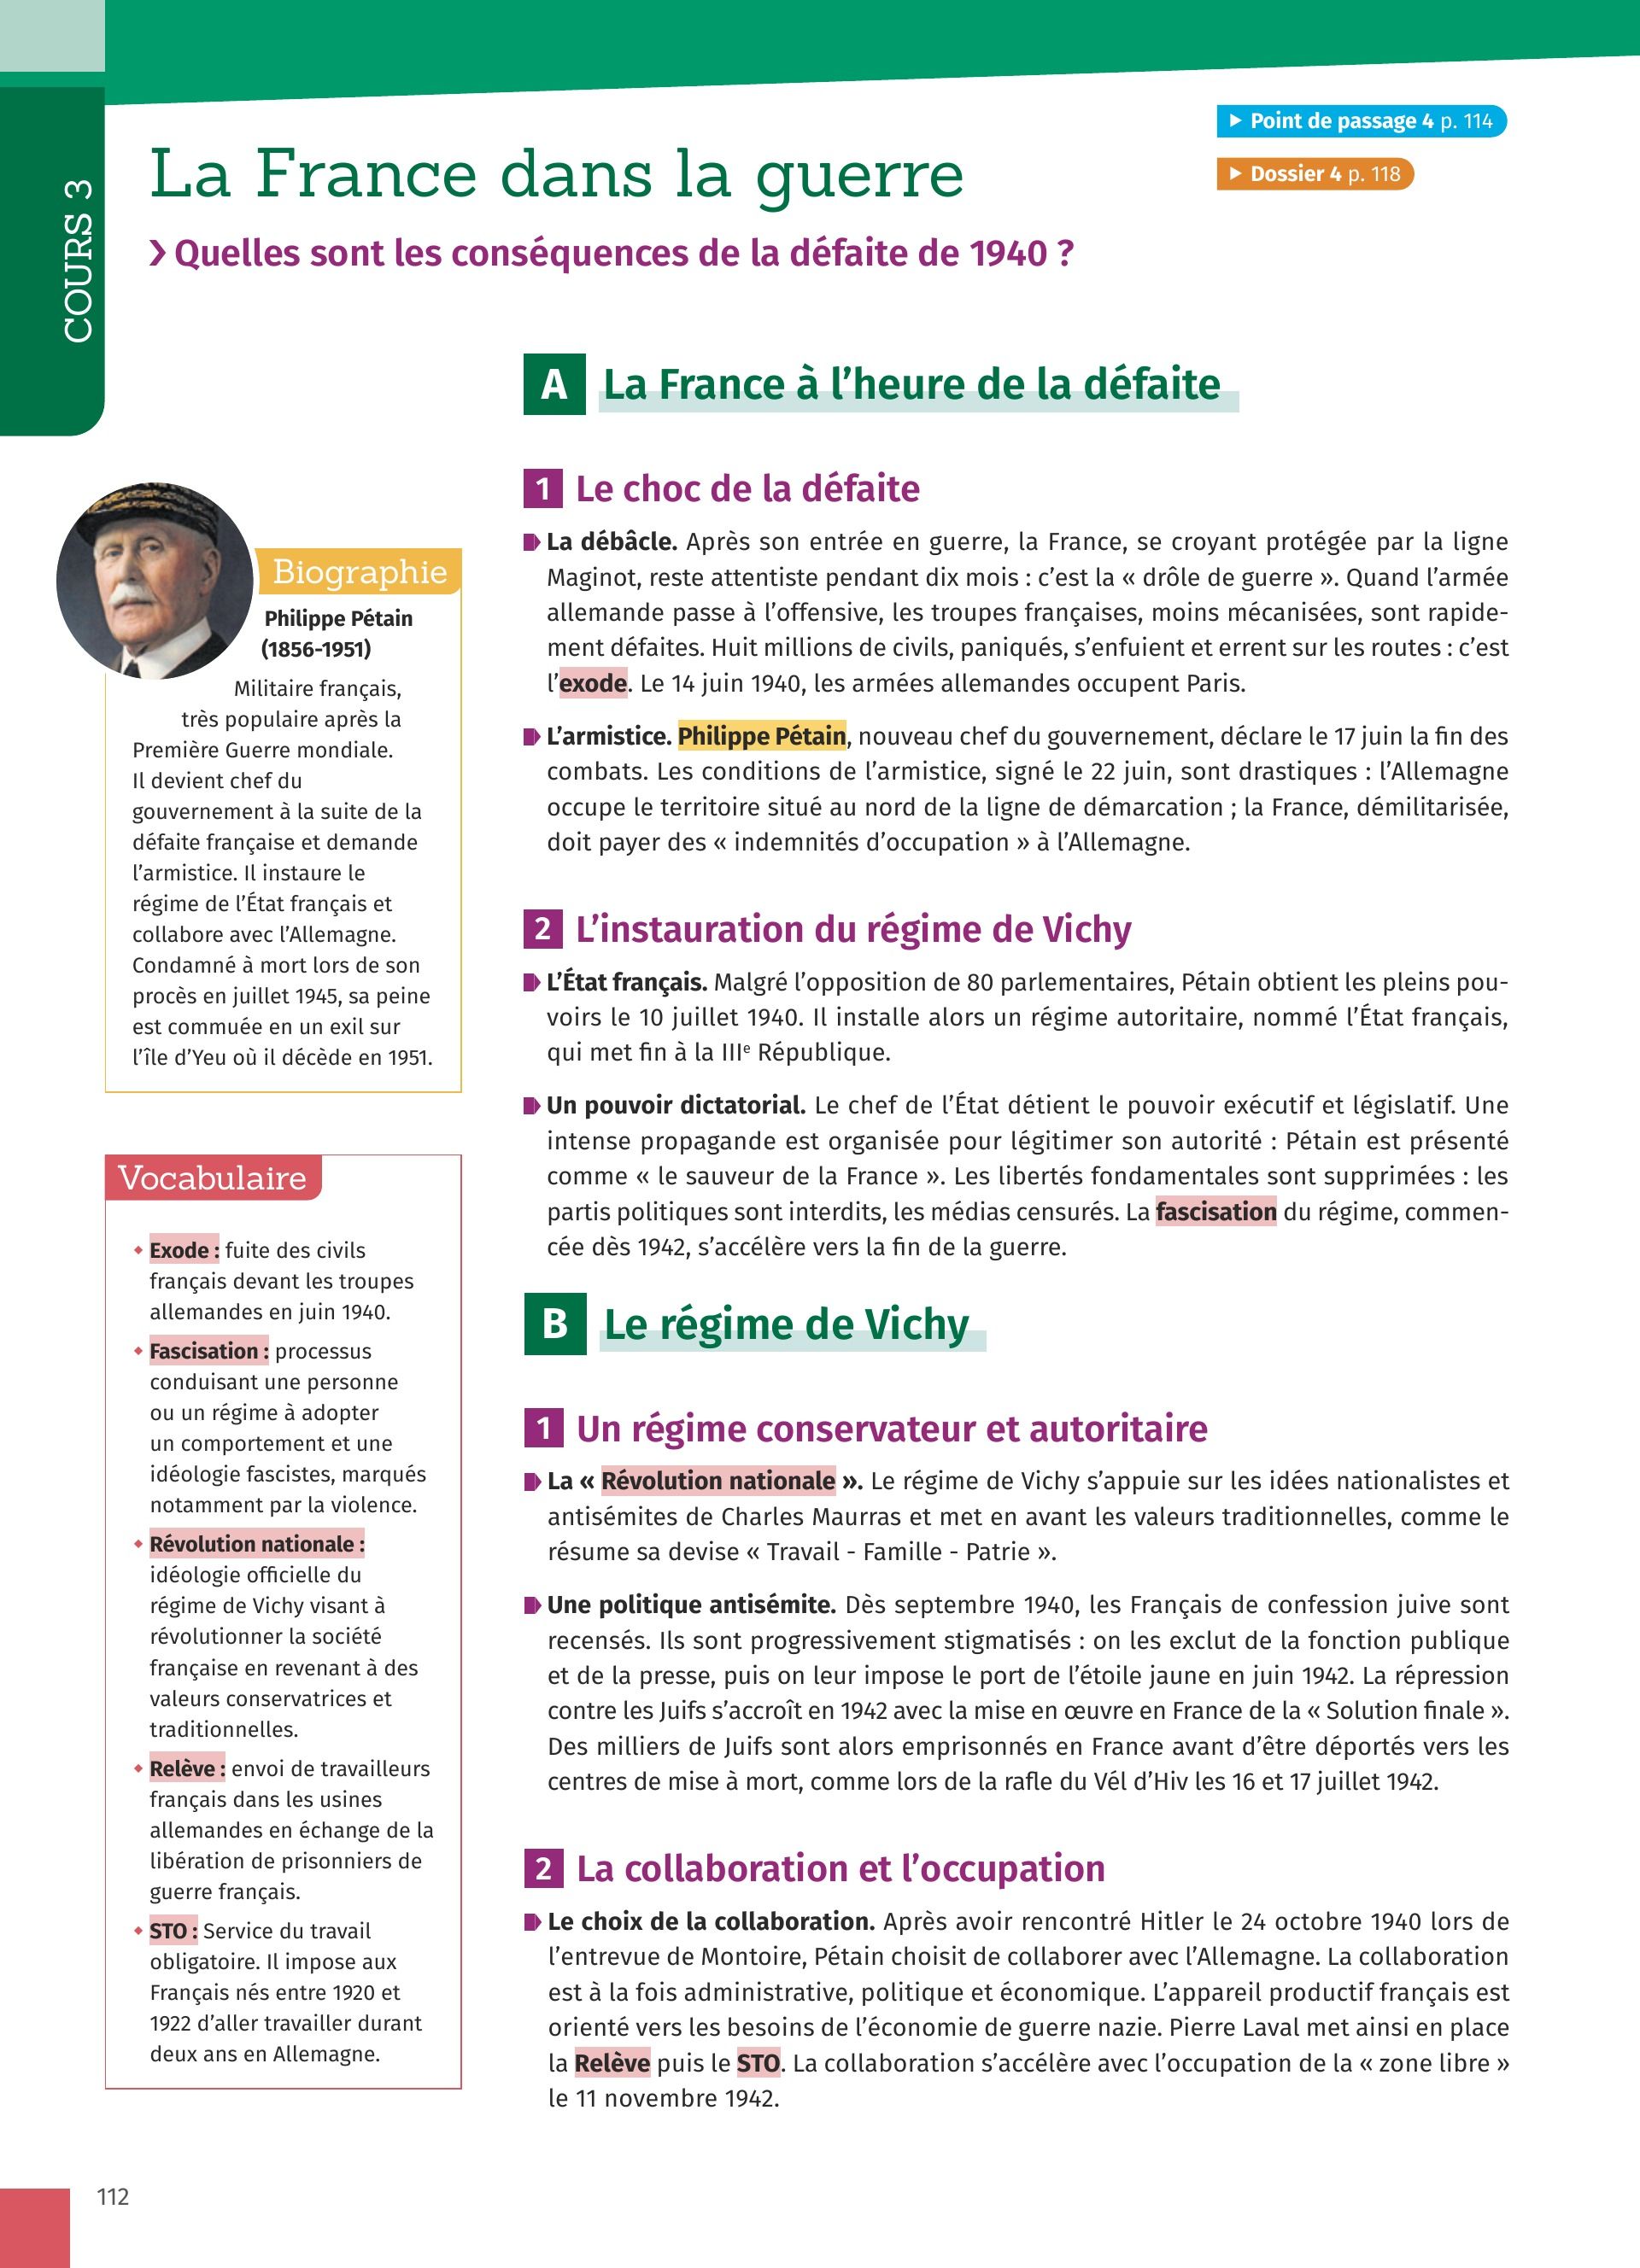 COURS 3
▶ Point de passage 4 p. 114
▶ Dossier 4 p. 118
La France dans la guerre
› Quelles sont les conséquences de la défaite de 1940 ?
A La France à l’heure de la défaite
1 Le choc de la défaite
La débâcle. Après son entrée en guerre, la France, se croyant protégée par la ligne
Maginot, reste attentiste pendant dix mois : c’est la « drôle de guerre ». Quand l’armée
allemande passe à l’offensive, les troupes françaises, moins mécanisées, sont rapide-
ment défaites. Huit millions de civils, paniqués, s’enfuient et errent sur les routes : c’est
l’exode. Le 14 juin 1940, les armées allemandes occupent Paris.
L’armistice. Philippe Pétain, nouveau chef du gouvernement, déclare le 17 juin la fin des
combats. Les conditions de l’armistice, signé le 22 juin, sont drastiques : l’Allemagne
occupe le territoire situé au nord de la ligne de démarcation ; la France, démilitarisée,
doit payer des « indemnités d’occupation » à l’Allemagne.
2 L’instauration du régime de Vichy
L’État français. Malgré l’opposition de 80 parlementaires, Pétain obtient les pleins pou-
voirs le 10 juillet 1940. Il installe alors un régime autoritaire, nommé l’État français,
qui met fin à la IIIe République.
Un pouvoir dictatorial. Le chef de l’État détient le pouvoir exécutif et législatif. Une
intense propagande est organisée pour légitimer son autorité : Pétain est présenté
comme « le sauveur de la France ». Les libertés fondamentales sont supprimées : les
partis politiques sont interdits, les médias censurés. La fascisation du régime, commen-
cée dès 1942, s’accélère vers la fin de la guerre.
B Le régime de Vichy
1 Un régime conservateur et autoritaire
La « Révolution nationale ». Le régime de Vichy s’appuie sur les idées nationalistes et
antisémites de Charles Maurras et met en avant les valeurs traditionnelles, comme le
résume sa devise « Travail - Famille - Patrie ».
Une politique antisémite. Dès septembre 1940, les Français de confession juive sont
recensés. Ils sont progressivement stigmatisés : on les exclut de la fonction publique
et de la presse, puis on leur impose le port de l’étoile jaune en juin 1942. La répression
contre les Juifs s’accroît en 1942 avec la mise en œuvre en France de la « Solution finale ».
Des milliers de Juifs sont alors emprisonnés en France avant d’être déportés vers les
centres de mise à mort, comme lors de la rafle du Vél d’Hiv les 16 et 17 juillet 1942.
2 La collaboration et l’occupation
Le choix de la collaboration. Après avoir rencontré Hitler le 24 octobre 1940 lors de
l’entrevue de Montoire, Pétain choisit de collaborer avec l’Allemagne. La collaboration
est à la fois administrative, politique et économique. L’appareil productif français est
orienté vers les besoins de l’économie de guerre nazie. Pierre Laval met ainsi en place
la Relève puis le STO. La collaboration s’accélère avec l’occupation de la « zone libre »
le 11 novembre 1942.
Biographie
Philippe Pétain
(1856-1951)
Militaire français,
très populaire après la
Première Guerre mondiale.
Il devient chef du
gouvernement à la suite de la
défaite française et demande
l’armistice. Il instaure le
régime de l’État français et
collabore avec l’Allemagne.
Condamné à mort lors de son
procès en juillet 1945, sa peine
est commuée en un exil sur
l’île d’Yeu où il décède en 1951.
Vocabulaire
Exode : fuite des civils
français devant les troupes
allemandes en juin 1940.
Fascisation : processus
conduisant une personne
ou un régime à adopter
un comportement et une
idéologie fascistes, marqués
notamment par la violence.
Révolution nationale :
idéologie officielle du
régime de Vichy visant à
révolutionner la société
française en revenant à des
valeurs conservatrices et
traditionnelles.
Relève : envoi de travailleurs
français dans les usines
allemandes en échange de la
libération de prisonniers de
guerre français.
STO : Service du travail
obligatoire. Il impose aux
Français nés entre 1920 et
1922 d’aller travailler durant
deux ans en Allemagne.
112